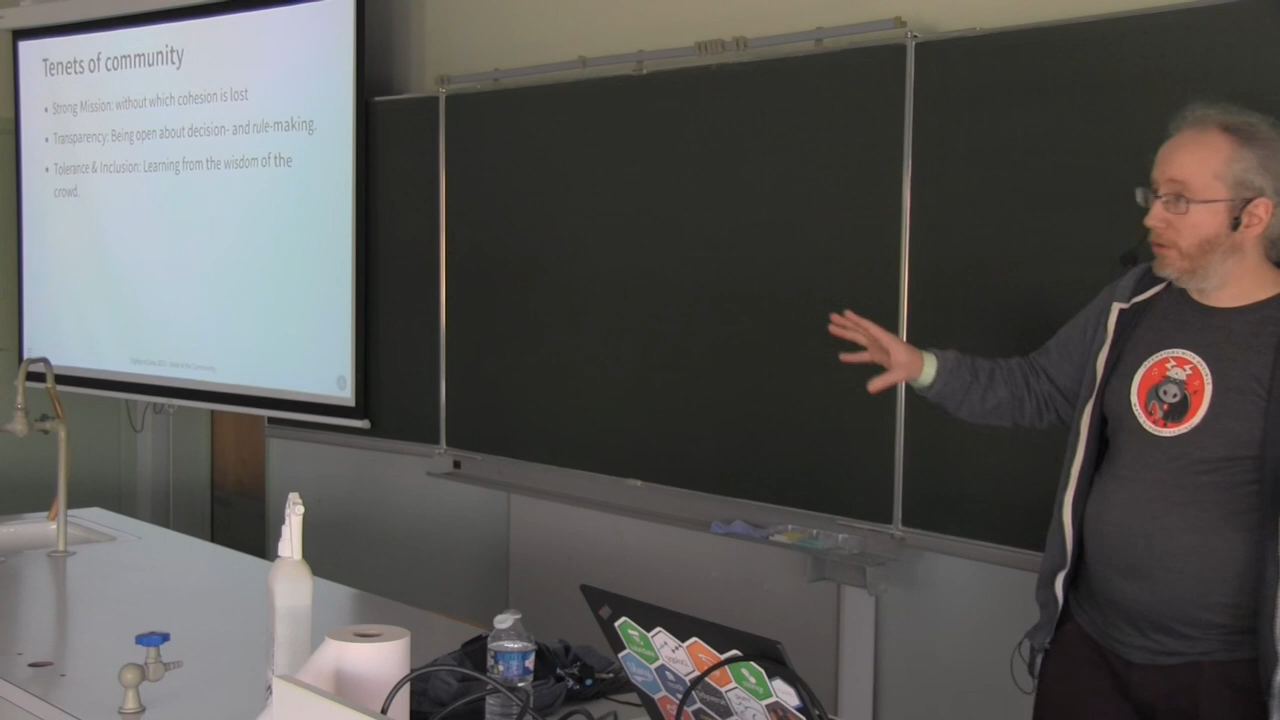 Tenets of community
• Strong Mission: without which cohesion is lost
• Transparency: Being open about decision- and rule-making.
• Tolerance & Inclusion: Learning from the wisdom of the
crowd.